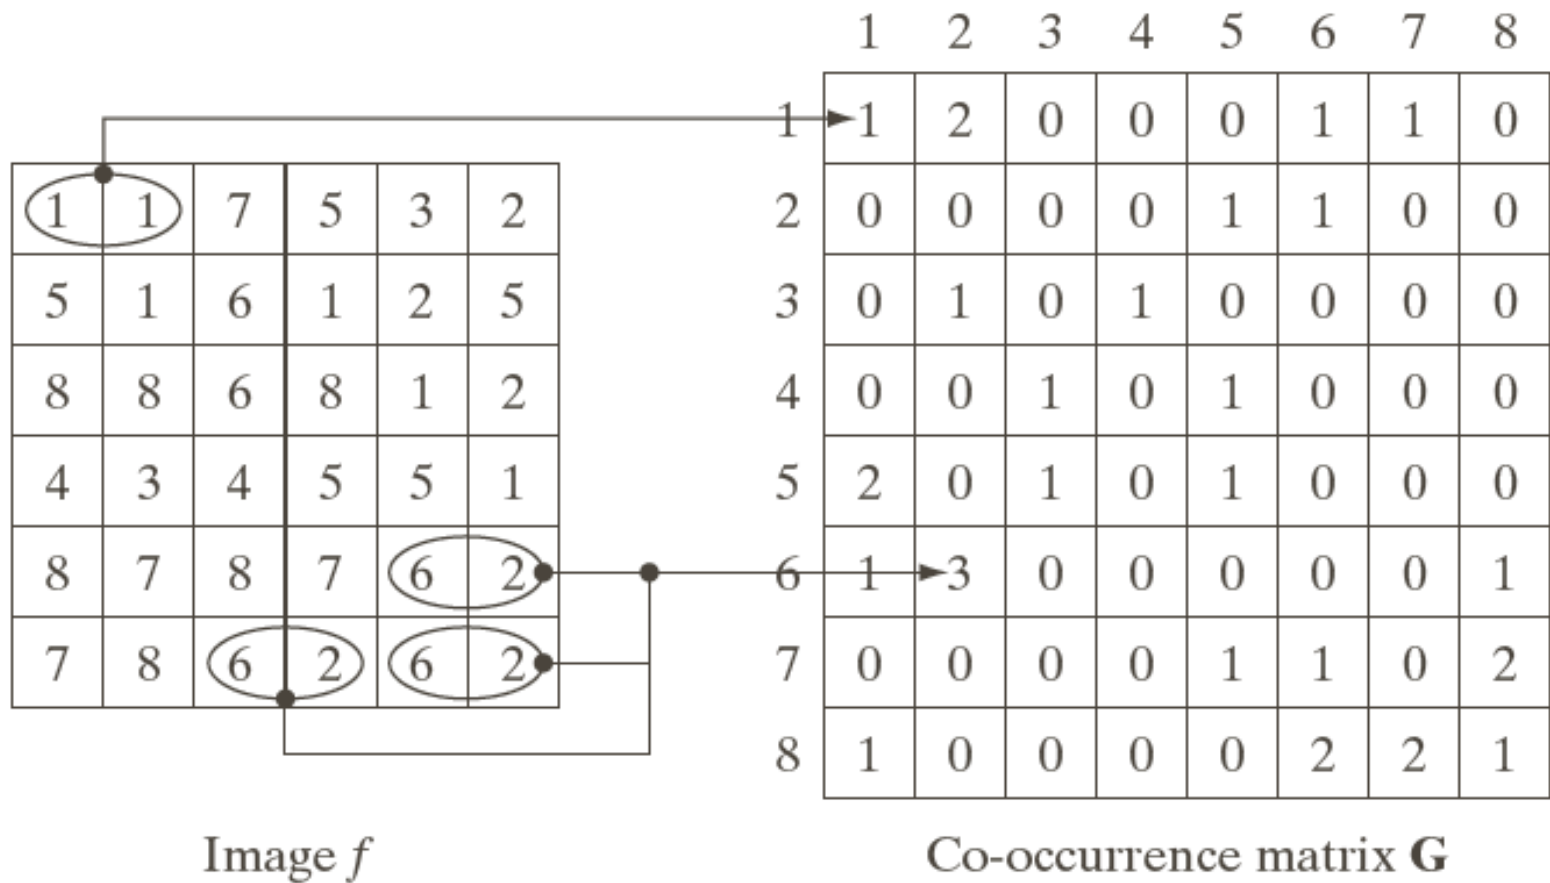 1 2 3 4 5 6 7 8
1 1 2 0 0 0 1 1 0
1 1 7 5 3 2
2 0 0 0 0 1 1 0 0
5 1 6 1 2 5
3 0 1 0 1 0 0 0 0
8 8 6 8 1 2
4 0 0 1 0 1 0 0 0
4 3 4 5 5 1
5 2 0 1 0 1 0 0 0
8 7 8 7 6 2
6 1 3 0 0 0 0 0 1
7 8 6 2 6 2
7 0 0 0 0 1 1 0 2
8 1 0 0 0 0 2 2 1
Image f
Co-occurrence matrix G